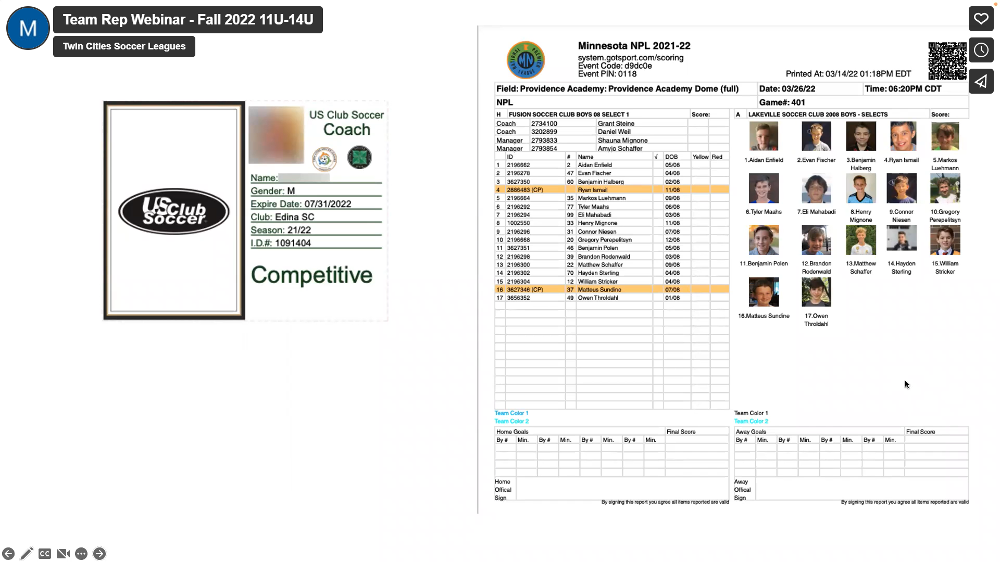 M
Team Rep Webinar - Fall 2022 11U-14U
Twin Cities Soccer Leagues
US Club Soccer
US Club Soccer
Coach
Name:
Gender: M
Expire Date: 07/31/2022
Club: Edina SC
Season: 21/22
I.D.#: 1091404
Competitive
NATIONAL PREMIER LEAGUE
MN
Minnesota NPL 2021-22
system.gotsport.com/scoring
Event Code: d9dc0e
Event PIN: 0118
Printed At: 03/14/22 01:18PM EDT
Field: Providence Academy: Providence Academy Dome (full) Date: 03/26/22 Time: 06:20PM CDT
NPL Game#: 401
H FUSION SOCCER CLUB BOYS 08 SELECT 1 Score:
Coach 2734100 Grant Steine
Coach 3202899 Daniel Weil
Manager 2793833 Shauna Mignone
Manager 2793854 Amyjo Schaffer
ID # Name √ DOB Yellow Red
1 2196662 2 Aidan Enfield 05/08
2 2196278 47 Evan Fischer 04/08
3 3627350 60 Benjamin Halberg 02/08
4 2886483 (CP) Ryan Ismail 11/08
5 2196664 35 Markos Luehmann 09/08
6 2196292 77 Tyler Maahs 06/08
7 2196294 99 Eli Mahabadi 03/08
8 1002550 33 Henry Mignone 11/08
9 2196296 31 Connor Niesen 07/08
10 2196668 20 Gregory Perepelitsyn 12/08
11 3627351 46 Benjamin Polen 05/08
12 2196298 39 Brandon Rodenwald 03/08
13 2196300 22 Matthew Schaffer 09/08
14 2196302 70 Hayden Sterling 04/08
15 2196304 12 William Stricker 04/08
16 3627346 (CP) 37 Matteus Sundine 07/08
17 3656352 49 Owen Throldahl 01/08
A LAKEVILLE SOCCER CLUB 2008 BOYS - SELECTS Score:
1.Aidan Enfield 2.Evan Fischer 3.Benjamin 4.Ryan Ismail 5.Markos
Halberg Luehmann
6.Tyler Maahs 7.Eli Mahabadi 8.Henry 9.Connor 10.Gregory
Mignone Niesen Perepelitsyn
11.Benjamin Polen 12.Brandon 13.Matthew 14.Hayden 15.William
Rodenwald Schaffer Sterling Stricker
16.Matteus Sundine 17.Owen
Throldahl
Team Color 1
Team Color 2
Home Goals Final Score
By # Min. By # Min. By # Min. By # Min.
Home
Offical
Sign
By signing this report you agree all items reported are valid
Team Color 1
Team Color 2
Away Goals Final Score
By # Min. By # Min. By # Min. By # Min.
Away
Offical
Sign
By signing this report you agree all items reported are valid
CC